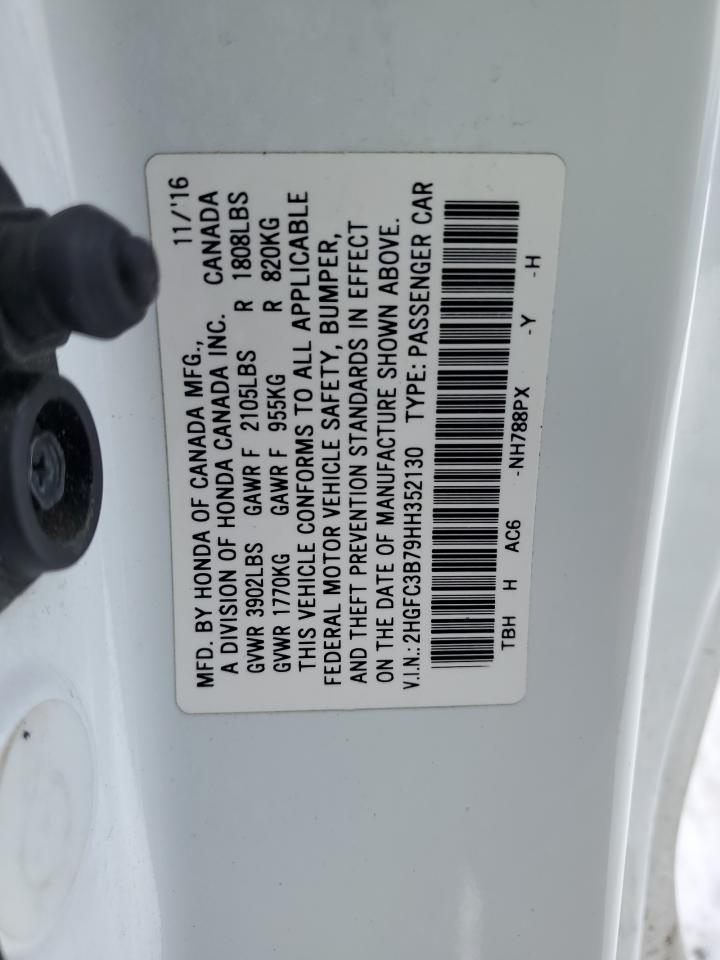 MFD. BY HONDA OF CANADA MFG., 11/'16
A DIVISION OF HONDA CANADA INC. CANADA
GVWR 3902LBS GAWR F 2105LBS R 1808LBS
GVWR 1770KG GAWR F 955KG R 820KG
THIS VEHICLE CONFORMS TO ALL APPLICABLE
FEDERAL MOTOR VEHICLE SAFETY, BUMPER,
AND THEFT PREVENTION STANDARDS IN EFFECT
ON THE DATE OF MANUFACTURE SHOWN ABOVE.
V.I.N.: 2HGFC3B79HH352130 TYPE: PASSENGER CAR
TBH H AC6 -NH788PX -Y -H